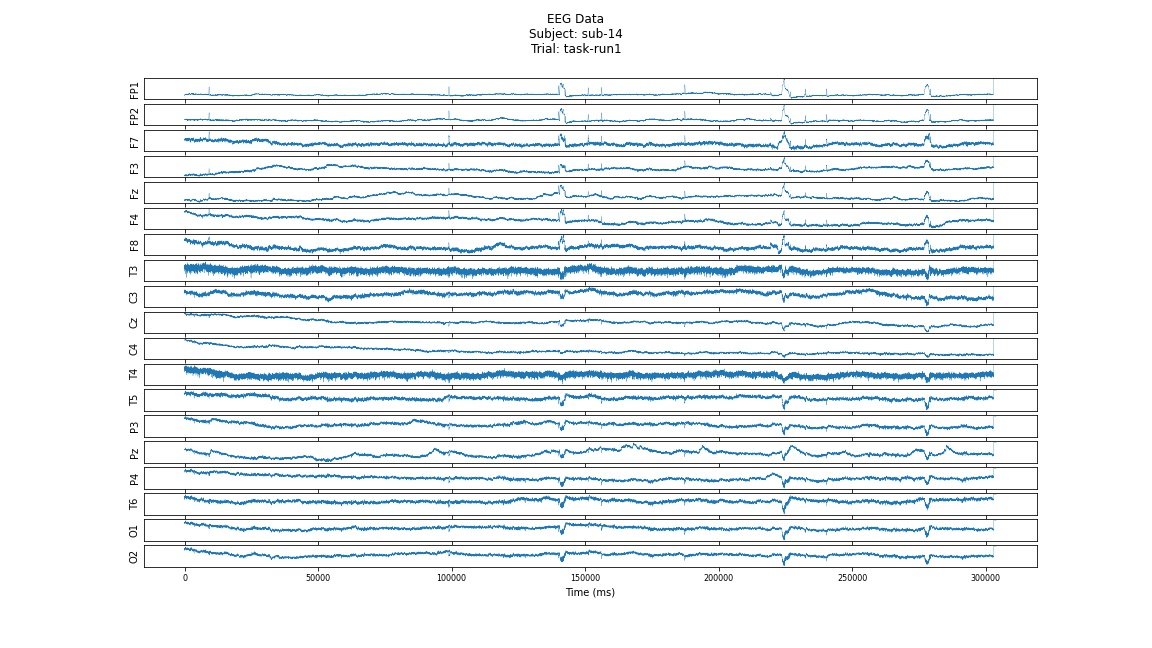 EEG Data
Subject: sub-14
Trial: task-run1
FP1
FP2
F7
F3
Fz
F4
F8
T3
C3
Cz
C4
T4
T5
P3
Pz
P4
T6
O1
O2
0 50000 100000 150000 200000 250000 300000
Time (ms)